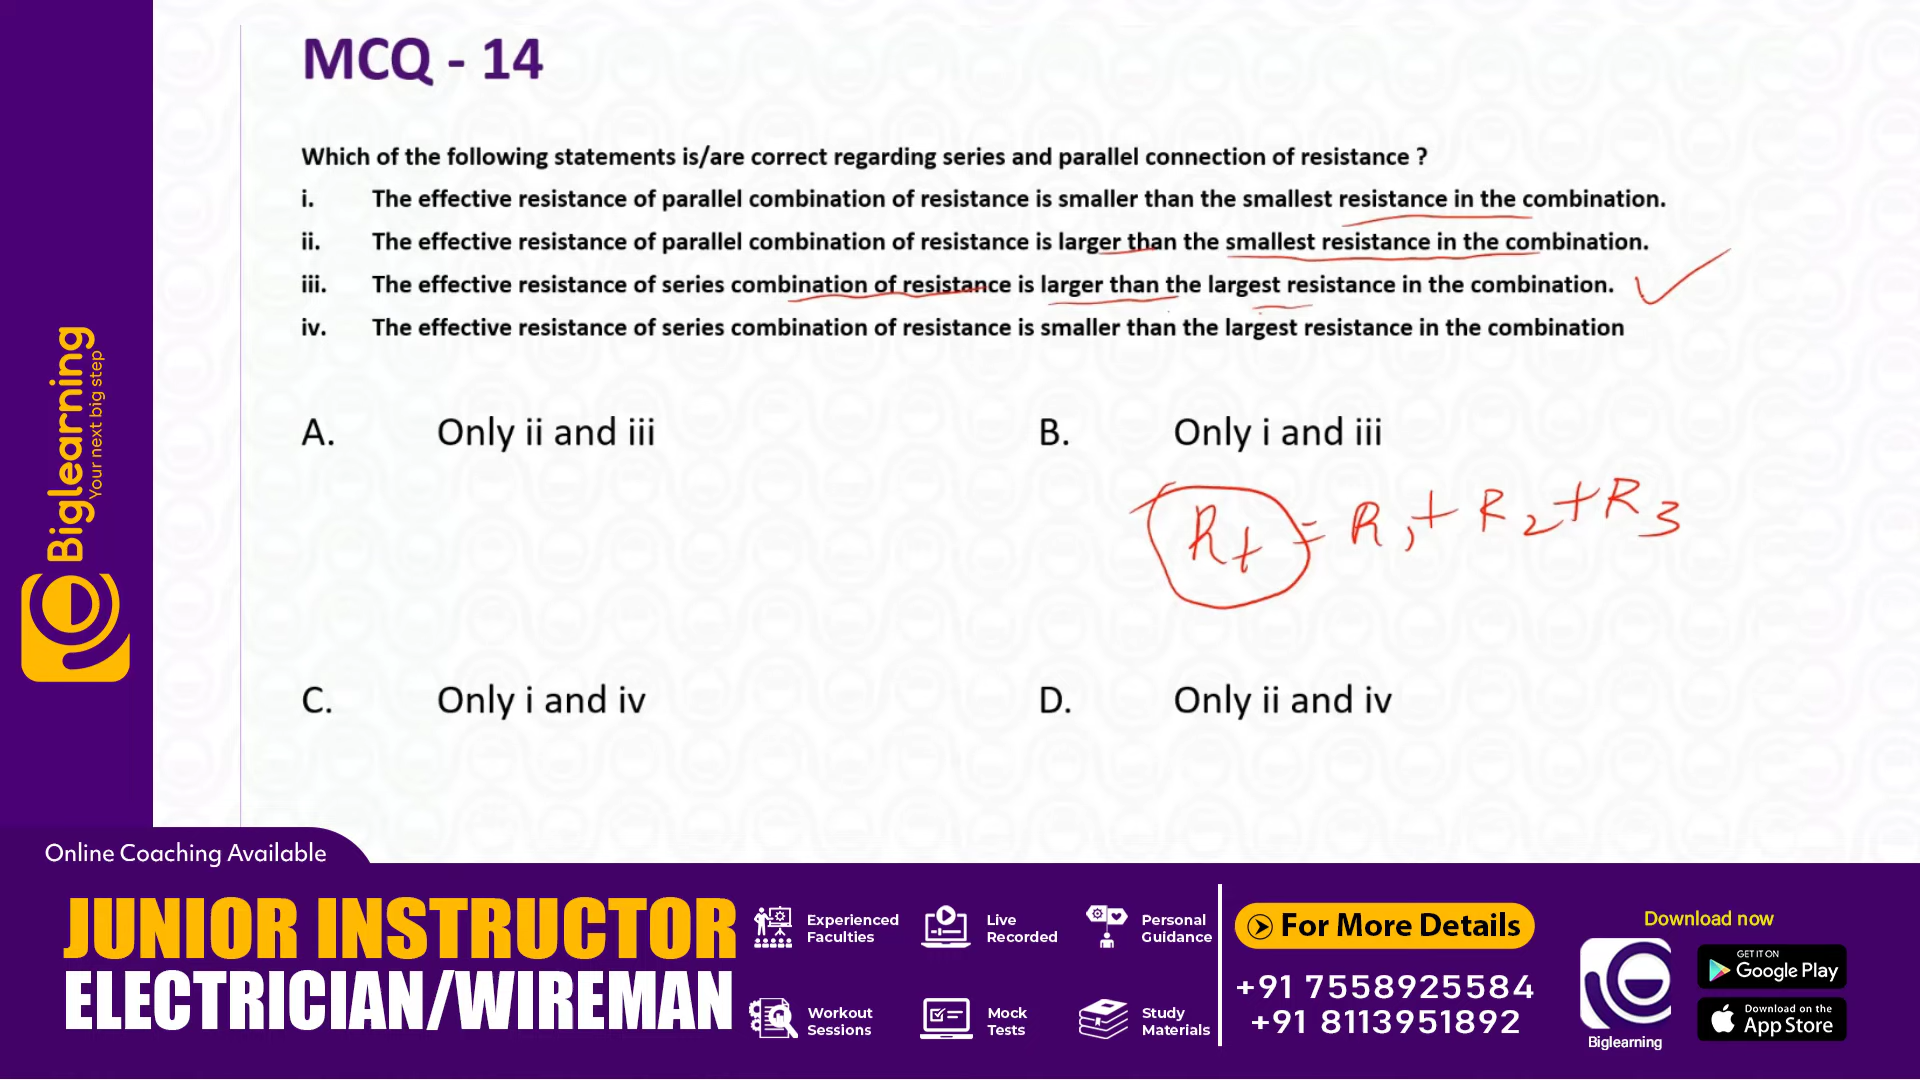 MCQ - 14
Which of the following statements is/are correct regarding series and parallel connection of resistance ?
i. The effective resistance of parallel combination of resistance is smaller than the smallest resistance in the combination.
ii. The effective resistance of parallel combination of resistance is larger than the smallest resistance in the combination.
iii. The effective resistance of series combination of resistance is larger than the largest resistance in the combination.
iv. The effective resistance of series combination of resistance is smaller than the largest resistance in the combination
A. Only ii and iii
B. Only i and iii
Rt = R1 + R2 + R3
C. Only i and iv
D. Only ii and iv
Biglearning
Your next big step
Online Coaching Available
JUNIOR INSTRUCTOR
ELECTRICIAN/WIREMAN
Experienced
Faculties
Live
Recorded
Personal
Guidance
Workout
Sessions
Mock
Tests
Study
Materials
For More Details
+91 7558925584
+91 8113951892
Download now
Biglearning
GET IT ON
Google Play
Download on the
App Store